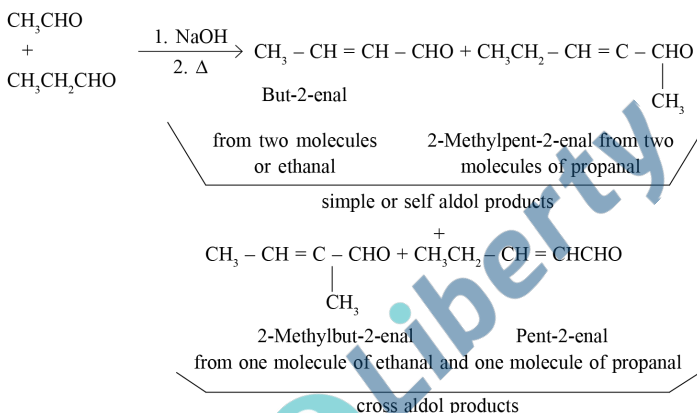 CH₃CHO
+
CH₃CH₂CHO
1. NaOH
2. Δ
CH₃ – CH = CH – CHO + CH₃CH₂ – CH = C – CHO
CH₃
But-2-enal
from two molecules
or ethanal
2-Methylpent-2-enal from two
molecules of propanal
simple or self aldol products
+
CH₃ – CH = C – CHO + CH₃CH₂ – CH = CHCHO
CH₃
2-Methylbut-2-enal Pent-2-enal
from one molecule of ethanal and one molecule of propanal
cross aldol products
Liberty